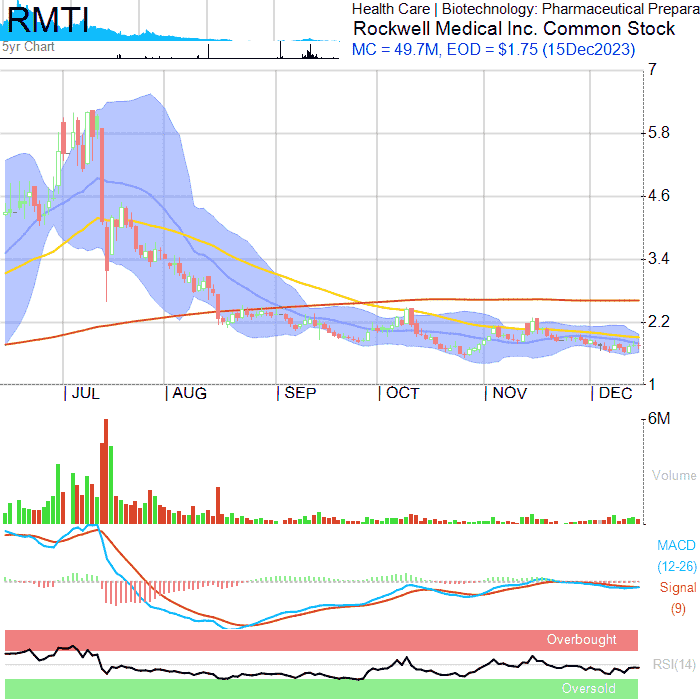 RMTI
Health Care | Biotechnology: Pharmaceutical Prepara
Rockwell Medical Inc. Common Stock
5yr Chart
MC = 49.7M, EOD = $1.75 (15Dec2023)
7
5.8
4.6
3.4
2.2
1
JUL AUG SEP OCT NOV DEC
6M
Volume
MACD
(12-26)
Signal
(9)
Overbought
RSI(14)
Oversold